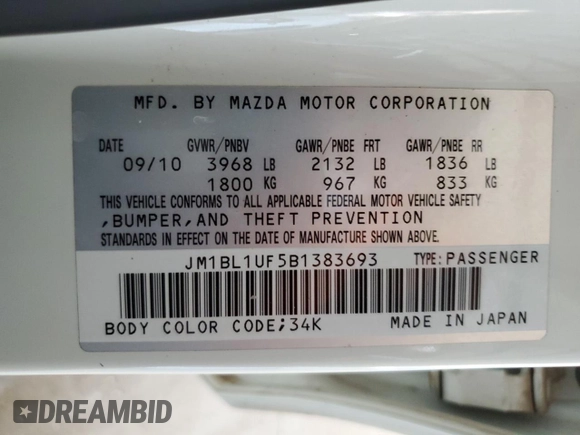 MFD. BY MAZDA MOTOR CORPORATION
DATE GVWR/PNBV GAWR/PNBE FRT GAWR/PNBE RR
09/10 3968 LB 2132 LB 1836 LB
1800 KG 967 KG 833 KG
THIS VEHICLE CONFORMS TO ALL APPLICABLE FEDERAL MOTOR VEHICLE SAFETY
,BUMPER,AND THEFT PREVENTION
STANDARDS IN EFFECT ON THE DATE OF MANUFACTURE SHOWN ABOVE.
JM1BL1UF5B1383693 TYPE:PASSENGER
BODY COLOR CODE;34K MADE IN JAPAN
DREAMBID